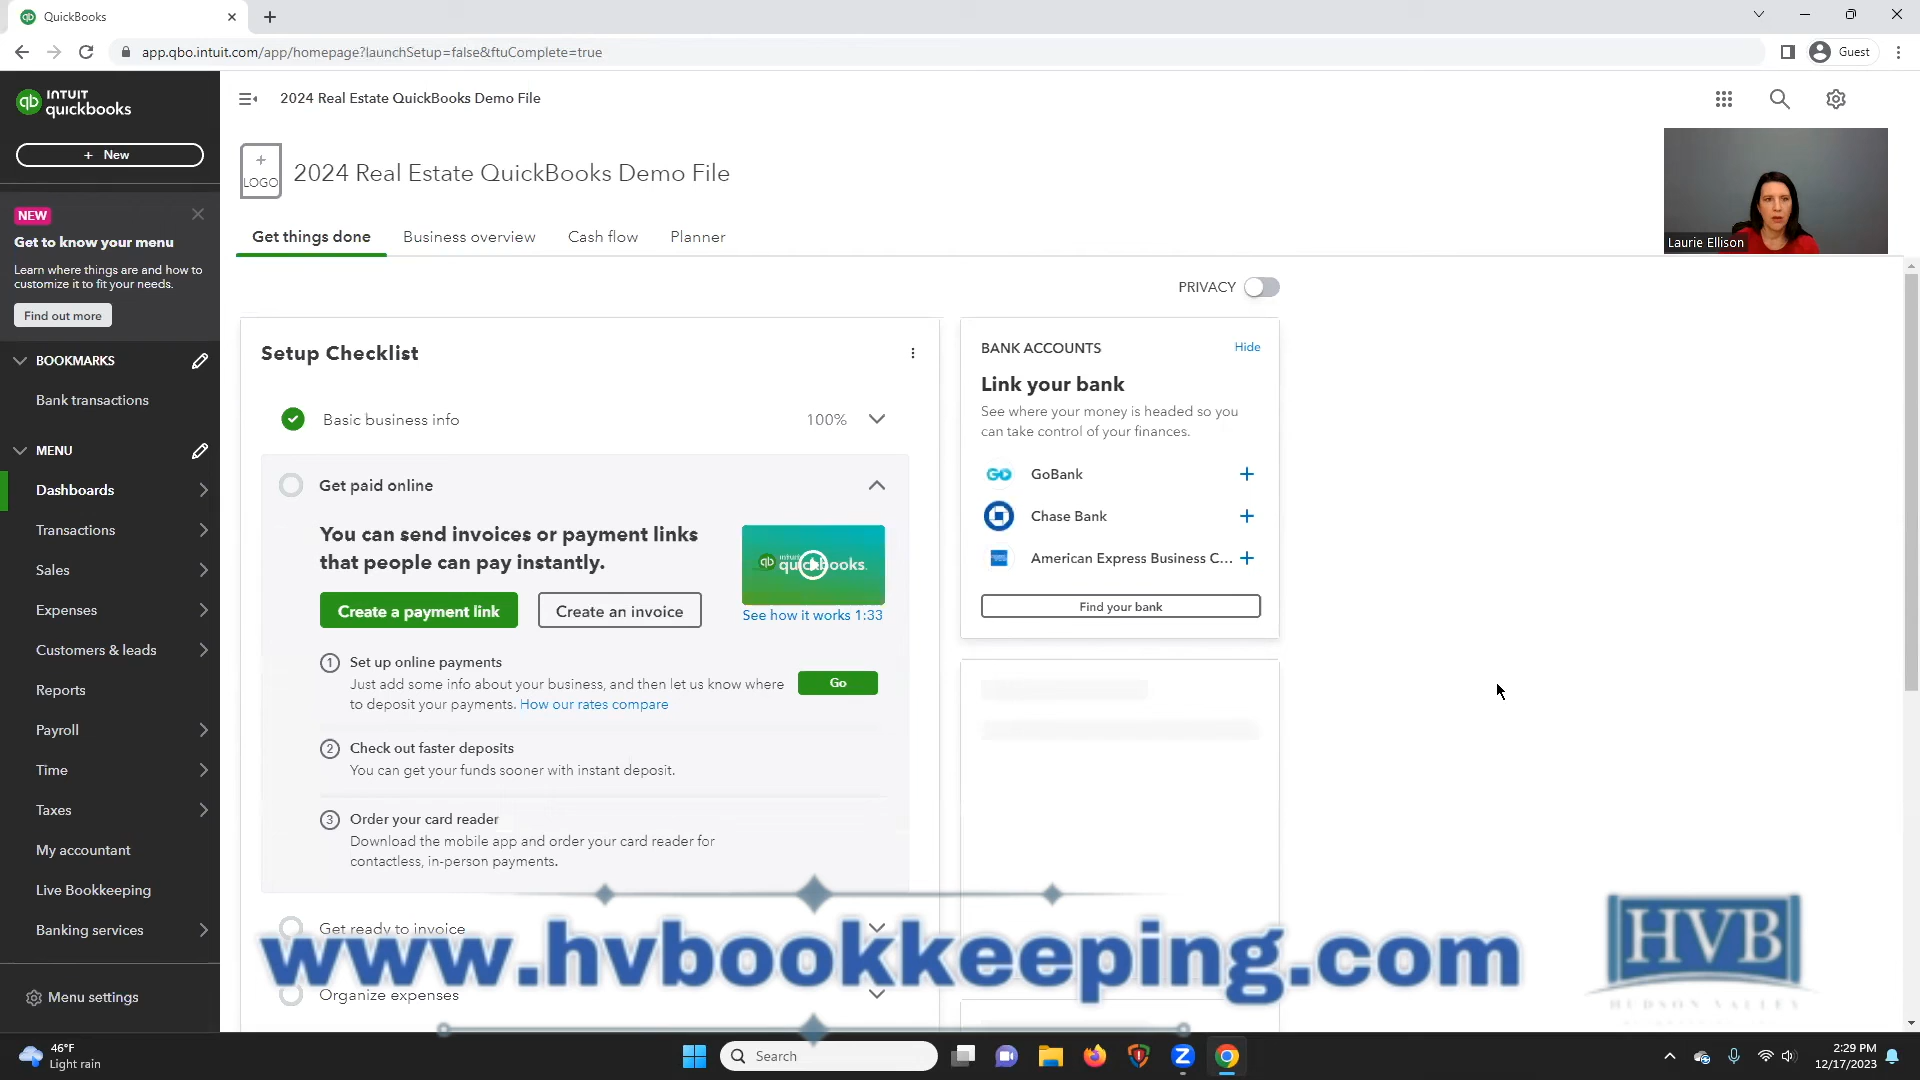 QuickBooks
app.qbo.intuit.com/app/homepage?launchSetup=false&ftuComplete=true
Guest
INTUIT
quickbooks
2024 Real Estate QuickBooks Demo File
+ New
+
LOGO
2024 Real Estate QuickBooks Demo File
Laurie Ellison
NEW
Get to know your menu
Learn where things are and how to
customize it to fit your needs.
Find out more
Get things done
Business overview
Cash flow
Planner
PRIVACY
BOOKMARKS
Bank transactions
MENU
Dashboards
Transactions
Sales
Expenses
Customers & leads
Reports
Payroll
Time
Taxes
My accountant
Live Bookkeeping
Banking services
Menu settings
Setup Checklist
Basic business info 100%
Get paid online
You can send invoices or payment links
that people can pay instantly.
Create a payment link
Create an invoice
qb intuit quickbooks.
See how it works 1:33
1 Set up online payments
Just add some info about your business, and then let us know where
to deposit your payments. How our rates compare
Go
2 Check out faster deposits
You can get your funds sooner with instant deposit.
3 Order your card reader
Download the mobile app and order your card reader for
contactless, in-person payments.
Get ready to invoice
Organize expenses
BANK ACCOUNTS Hide
Link your bank
See where your money is headed so you
can take control of your finances.
GoBank
Chase Bank
American Express Business C...
Find your bank
www.hvbookkeeping.com
HVB
HUDSON VALLEY
46°F
Light rain
Search
2:29 PM
12/17/2023